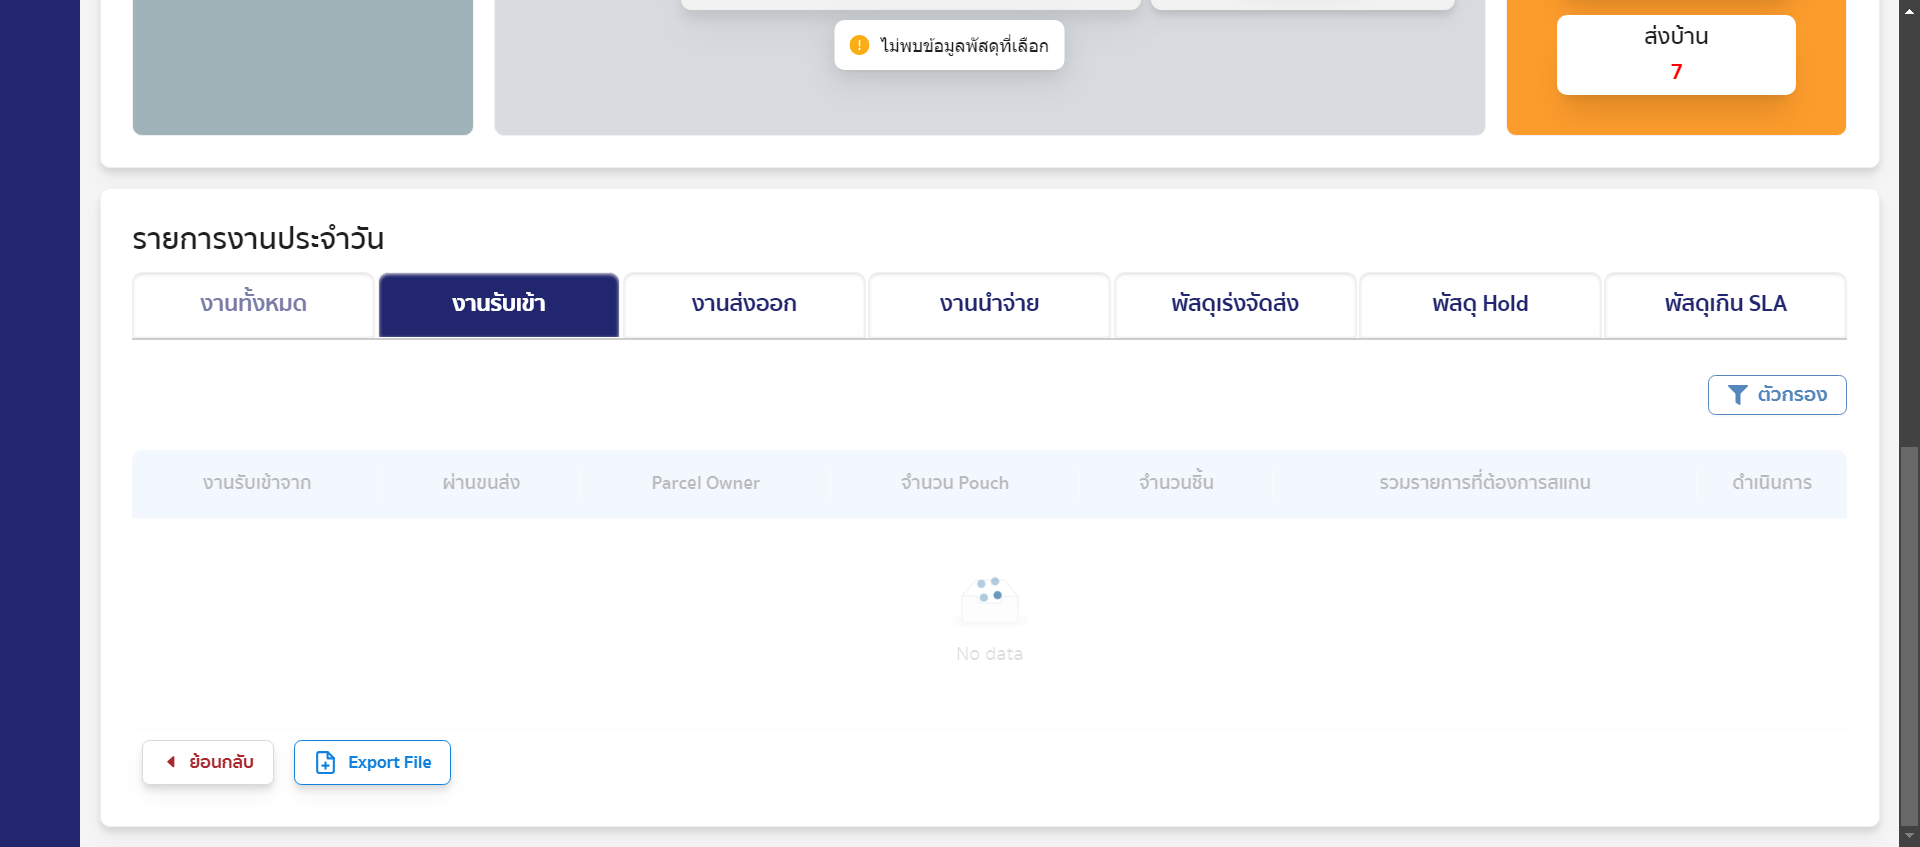 ไม่พบข้อมูลพัสดุที่เลือก
ส่งบ้าน
7
รายการงานประจำวัน
งานทั้งหมด
งานรับเข้า
งานส่งออก
งานนำจ่าย
พัสดุเร่งจัดส่ง
พัสดุ Hold
พัสดุเกิน SLA
ตัวกรอง
งานรับเข้าจาก
ผ่านขนส่ง
Parcel Owner
จำนวน Pouch
จำนวนชิ้น
รวมรายการที่ต้องการสแกน
ดำเนินการ
No data
ย้อนกลับ
Export File